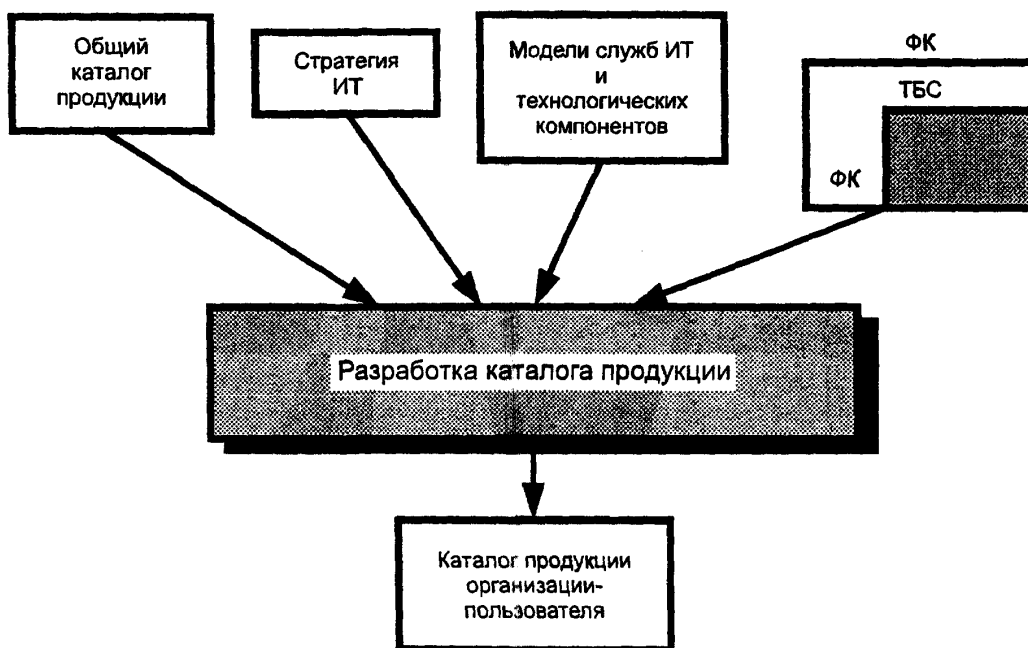 Общий
каталог
продукции
Стратегия
ИТ
Модели служб ИТ
и
технологических
компонентов
ФК
ТБС
ФК
Разработка каталога продукции
Каталог продукции
организации-
пользователя